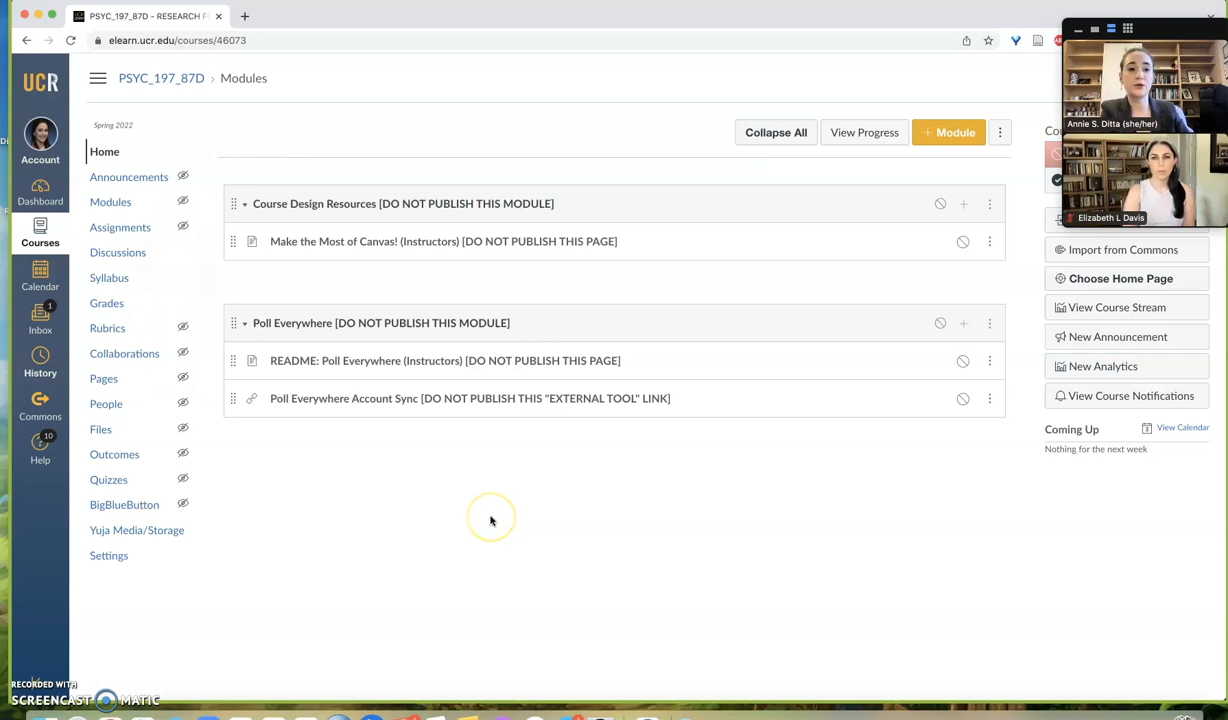 PSYC_197_87D - RESEARCH F
elearn.ucr.edu/courses/46073
UCR
PSYC_197_87D › Modules
Annie S. Ditta (she/her)
Elizabeth L Davis
Account
Dashboard
Courses
Calendar
1
Inbox
History
Commons
10
Help
Spring 2022
Home
Announcements
Modules
Assignments
Discussions
Syllabus
Grades
Rubrics
Collaborations
Pages
People
Files
Outcomes
Quizzes
BigBlueButton
Yuja Media/Storage
Settings
Collapse All View Progress + Module
Course Design Resources [DO NOT PUBLISH THIS MODULE]
Make the Most of Canvas! (Instructors) [DO NOT PUBLISH THIS PAGE]
Poll Everywhere [DO NOT PUBLISH THIS MODULE]
README: Poll Everywhere (Instructors) [DO NOT PUBLISH THIS PAGE]
Poll Everywhere Account Sync [DO NOT PUBLISH THIS "EXTERNAL TOOL" LINK]
Import from Commons
Choose Home Page
View Course Stream
New Announcement
New Analytics
View Course Notifications
Coming Up View Calendar
Nothing for the next week
RECORDED WITH
SCREENCAST MATIC